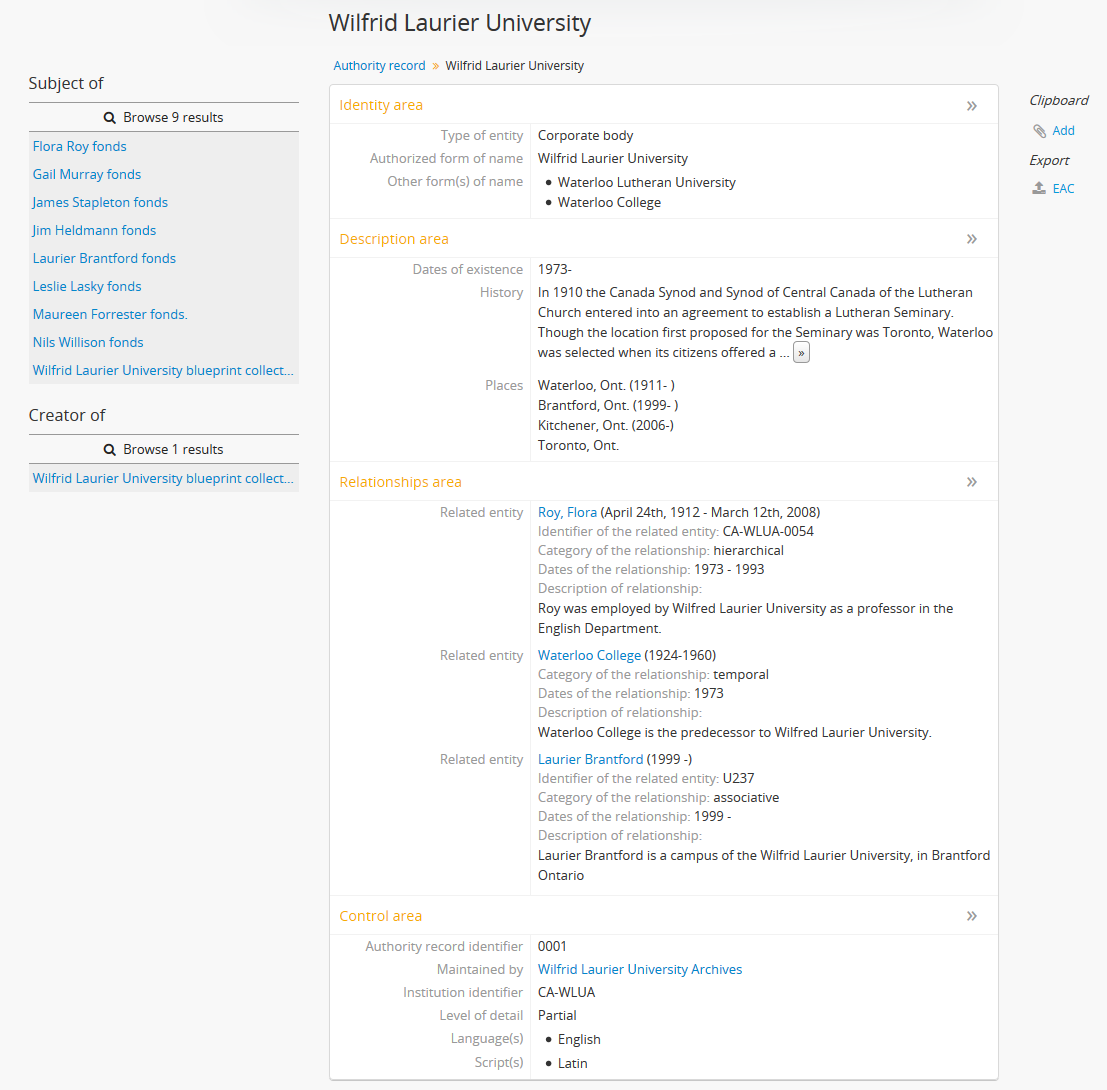 Wilfrid Laurier University
Subject of
Browse 9 results
Flora Roy fonds
Gail Murray fonds
James Stapleton fonds
Jim Heldmann fonds
Laurier Brantford fonds
Leslie Lasky fonds
Maureen Forrester fonds.
Nils Willison fonds
Wilfrid Laurier University blueprint collect...
Creator of
Browse 1 results
Wilfrid Laurier University blueprint collect...
Authority record » Wilfrid Laurier University
Identity area »
Type of entity Corporate body
Authorized form of name Wilfrid Laurier University
Other form(s) of name • Waterloo Lutheran University
• Waterloo College
Description area »
Dates of existence 1973-
History In 1910 the Canada Synod and Synod of Central Canada of the Lutheran
Church entered into an agreement to establish a Lutheran Seminary.
Though the location first proposed for the Seminary was Toronto, Waterloo
was selected when its citizens offered a ... »
Places Waterloo, Ont. (1911- )
Brantford, Ont. (1999- )
Kitchener, Ont. (2006-)
Toronto, Ont.
Relationships area »
Related entity Roy, Flora (April 24th, 1912 - March 12th, 2008)
Identifier of the related entity: CA-WLUA-0054
Category of the relationship: hierarchical
Dates of the relationship: 1973 - 1993
Description of relationship:
Roy was employed by Wilfred Laurier University as a professor in the
English Department.
Related entity Waterloo College (1924-1960)
Category of the relationship: temporal
Dates of the relationship: 1973
Description of relationship:
Waterloo College is the predecessor to Wilfred Laurier University.
Related entity Laurier Brantford (1999 -)
Identifier of the related entity: U237
Category of the relationship: associative
Dates of the relationship: 1999 -
Description of relationship:
Laurier Brantford is a campus of the Wilfrid Laurier University, in Brantford
Ontario
Control area »
Authority record identifier 0001
Maintained by Wilfrid Laurier University Archives
Institution identifier CA-WLUA
Level of detail Partial
Language(s) • English
Script(s) • Latin
Clipboard
Add
Export
EAC